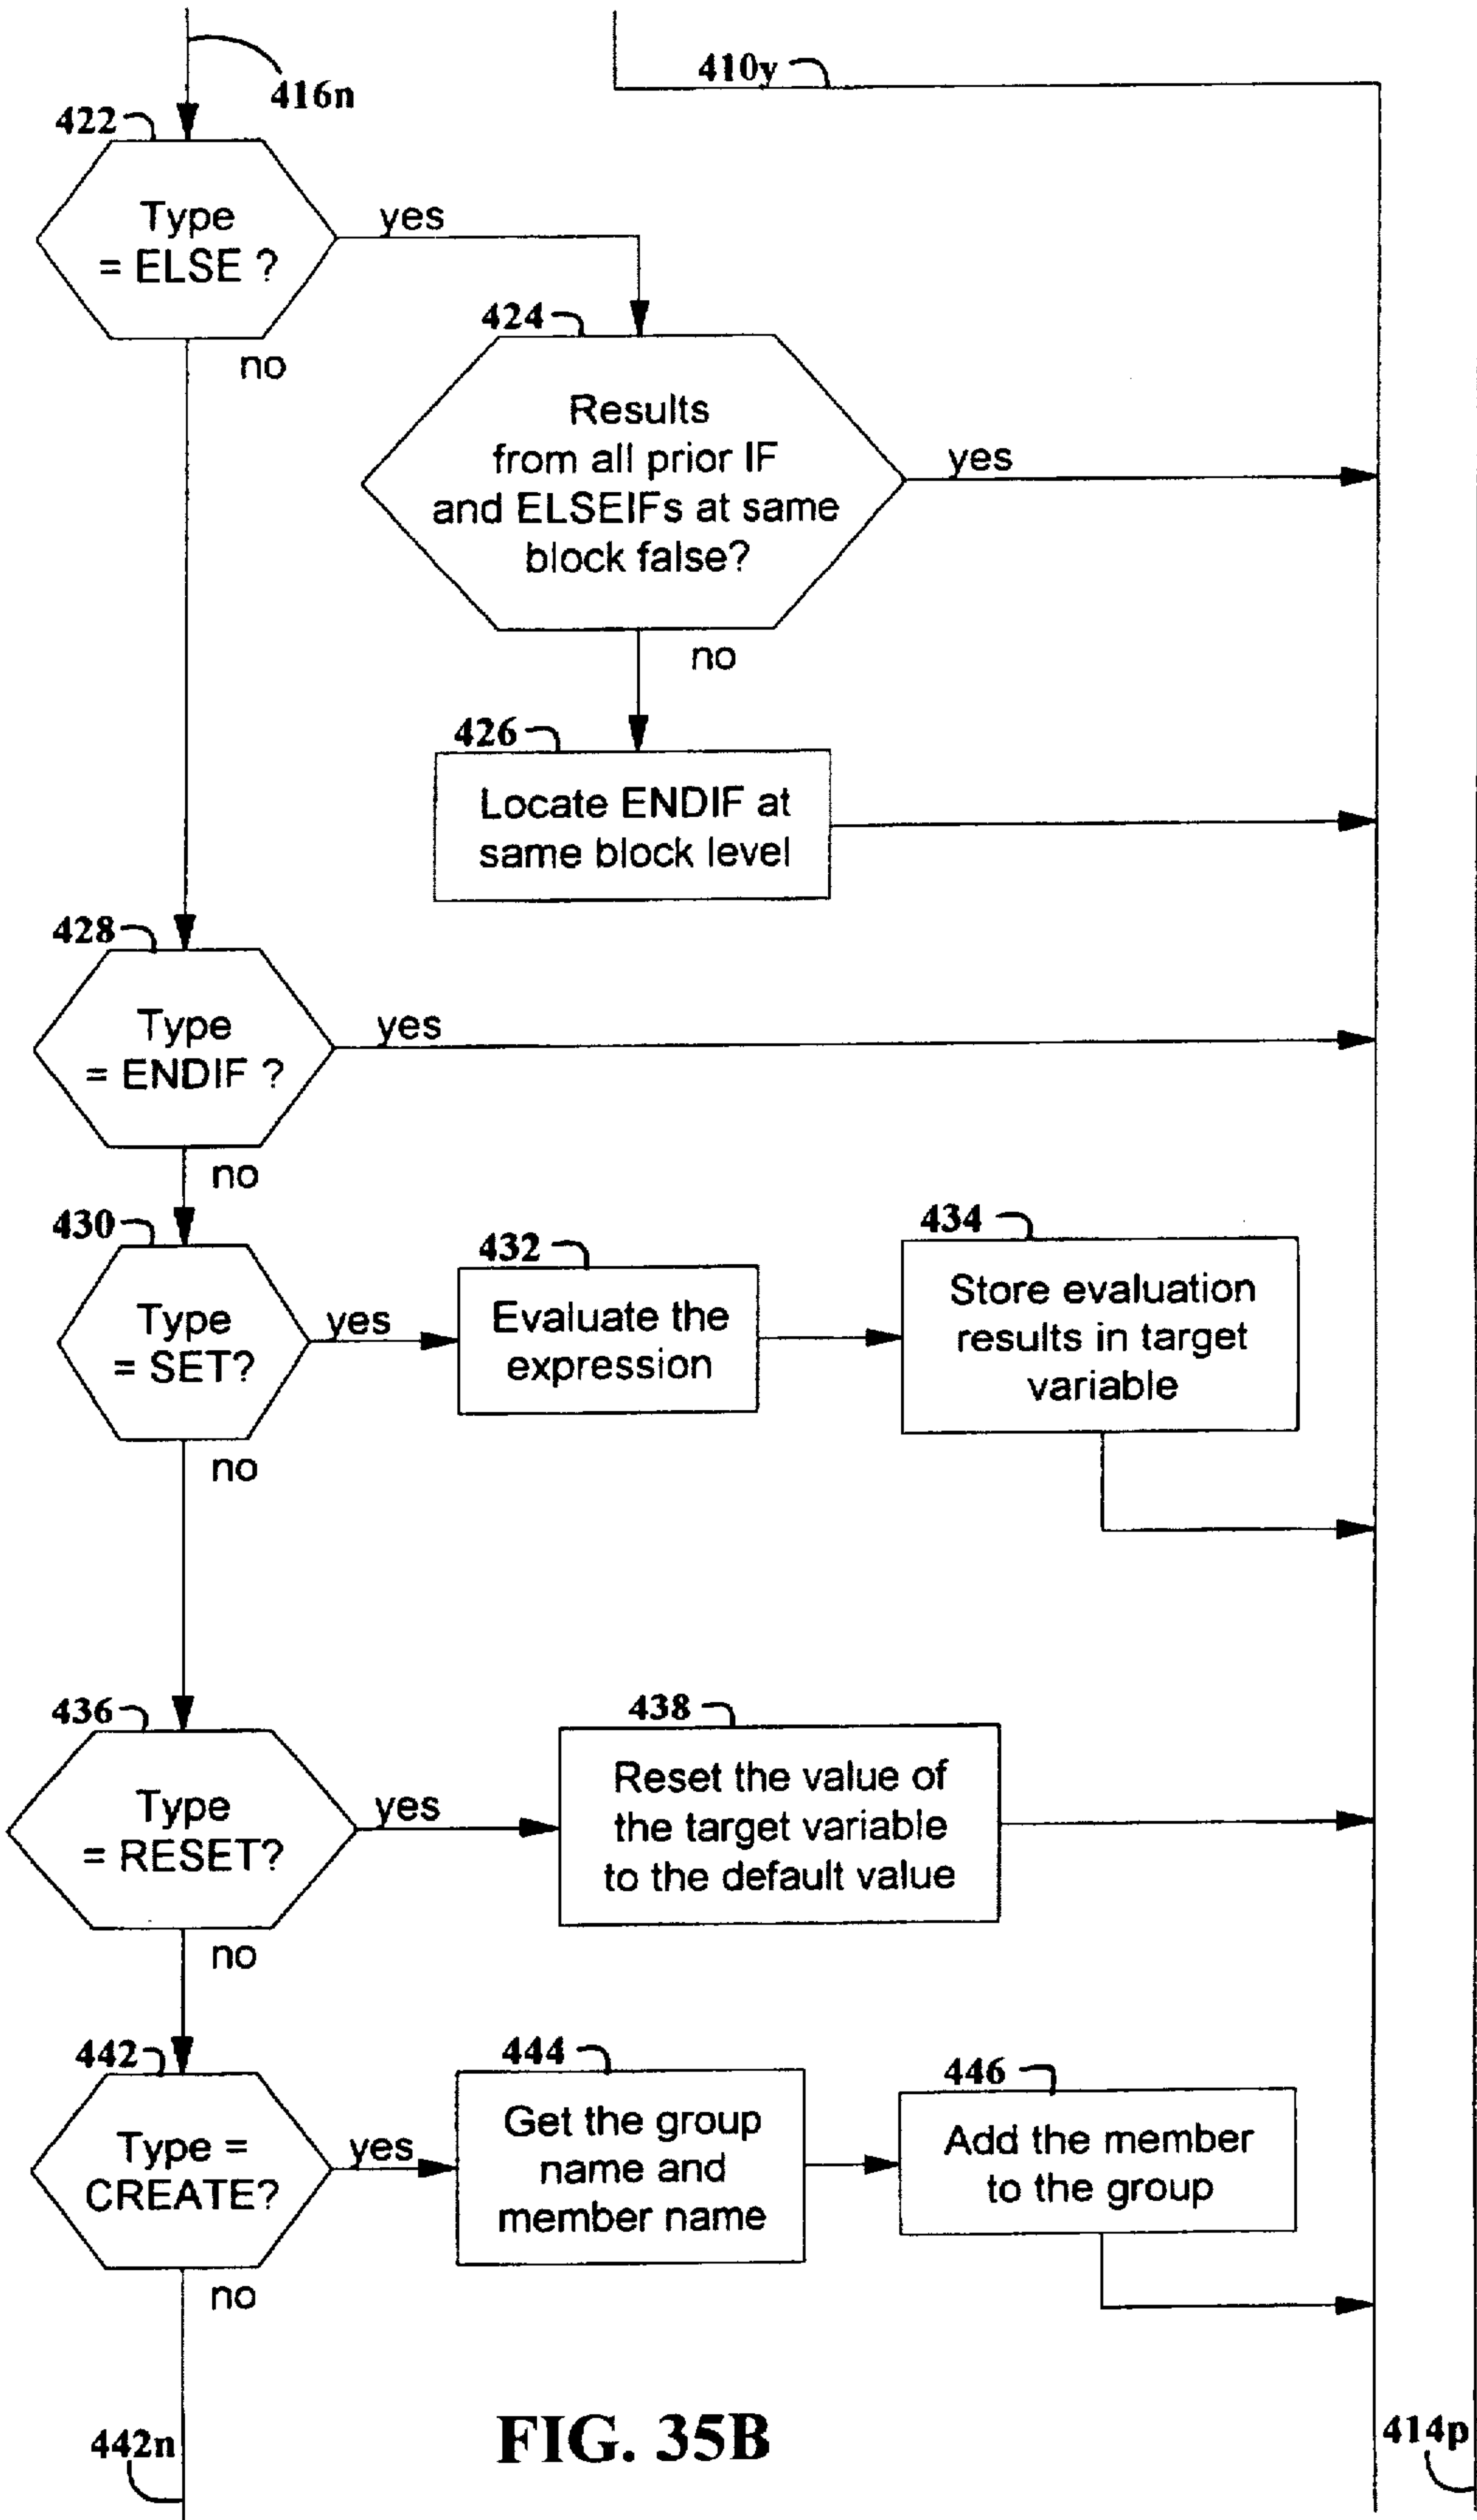 416n
410y
422
Type
= ELSE ?
yes
no
424
Results
from all prior IF
and ELSEIFs at same
block false?
yes
no
426
Locate ENDIF at
same block level
428
Type
= ENDIF ?
yes
no
430
Type
= SET?
yes
no
432
Evaluate the
expression
434
Store evaluation
results in target
variable
436
Type
= RESET?
yes
no
438
Reset the value of
the target variable
to the default value
442
Type =
CREATE?
yes
no
444
Get the group
name and
member name
446
Add the member
to the group
442n
FIG. 35B
414p